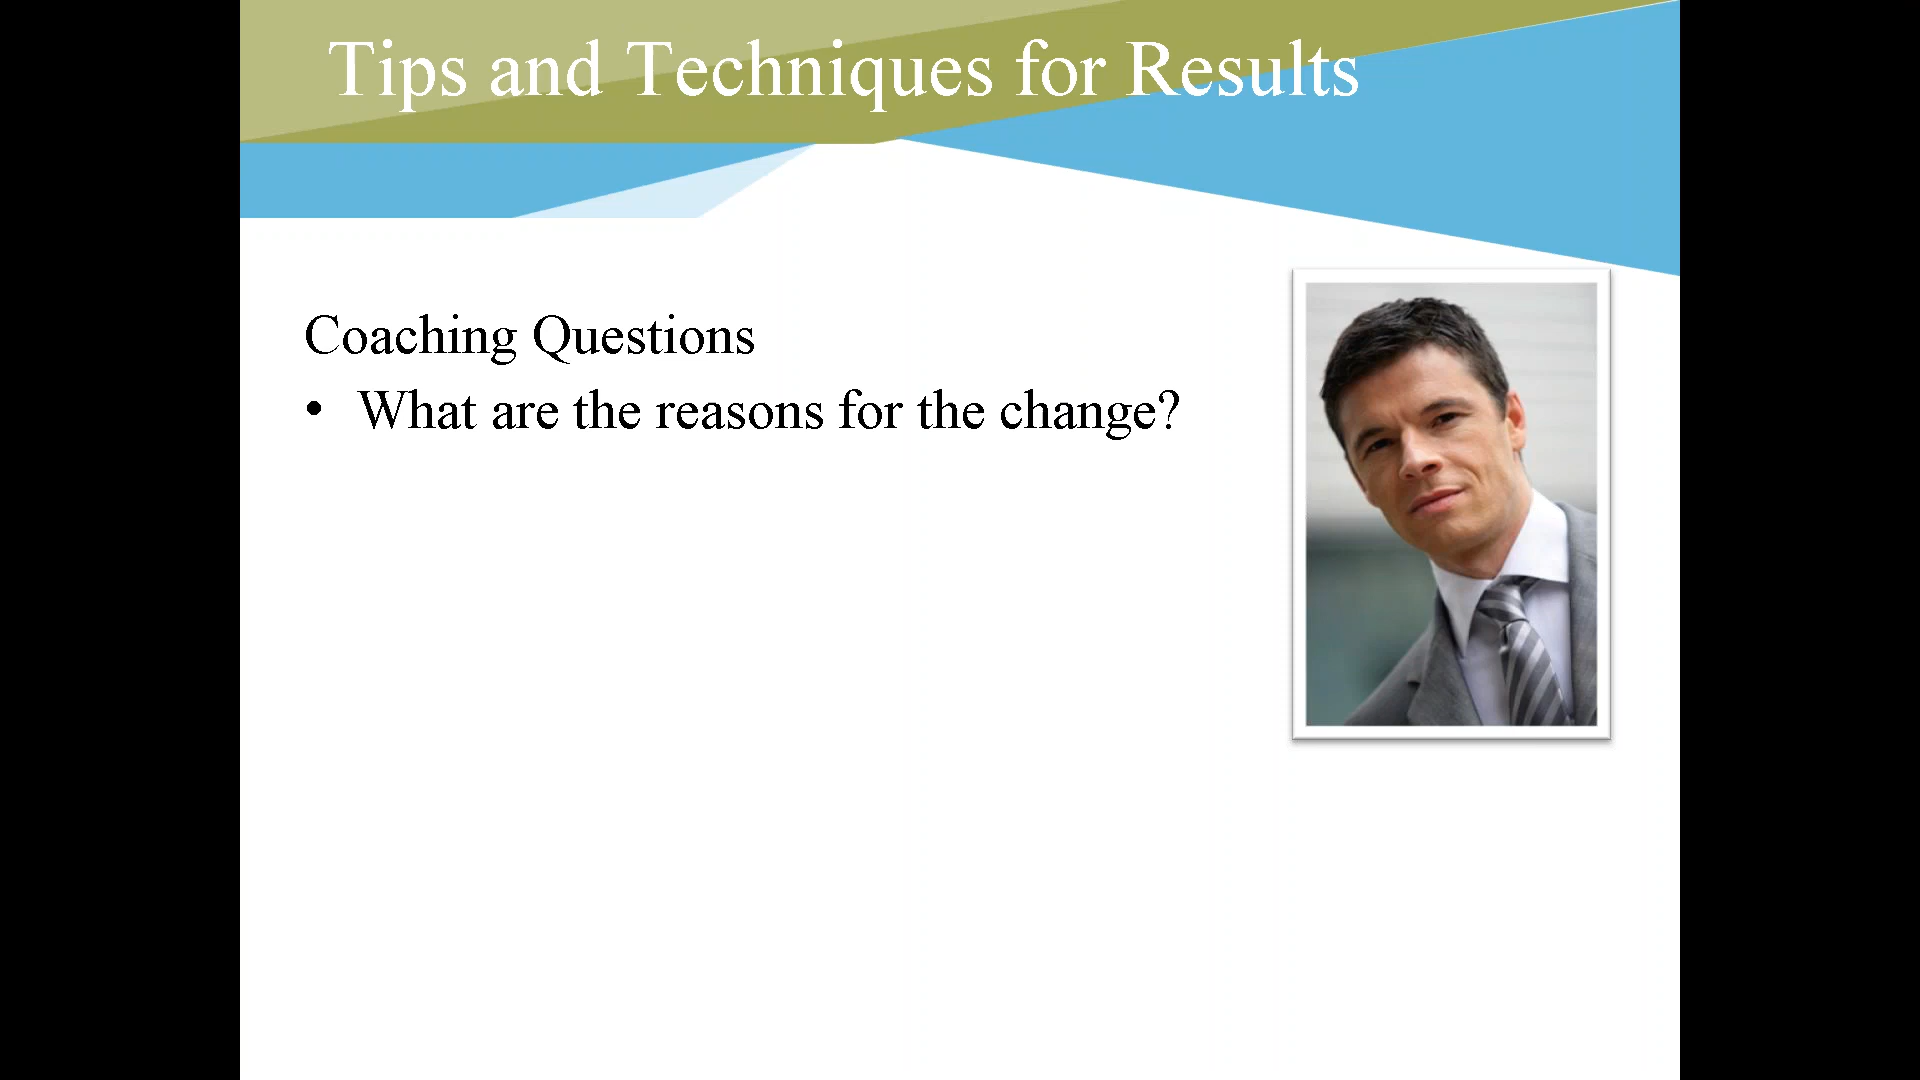 Tips and Techniques for Results
Coaching Questions
• What are the reasons for the change?